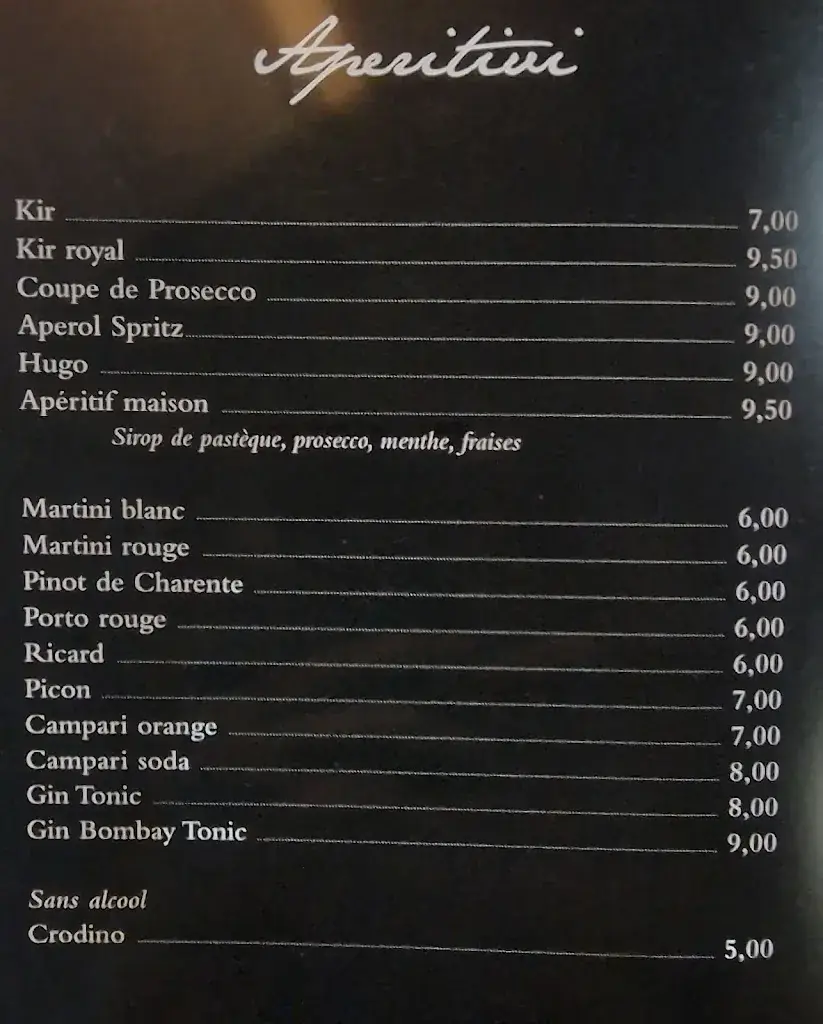 Aperitivi
Kir 7,00
Kir royal 9,50
Coupe de Prosecco 9,00
Aperol Spritz 9,00
Hugo 9,00
Apéritif maison 9,50
Sirop de pastèque, prosecco, menthe, fraises
Martini blanc 6,00
Martini rouge 6,00
Pinot de Charente 6,00
Porto rouge 6,00
Ricard 6,00
Picon 7,00
Campari orange 7,00
Campari soda 8,00
Gin Tonic 8,00
Gin Bombay Tonic 9,00
Sans alcool
Crodino 5,00